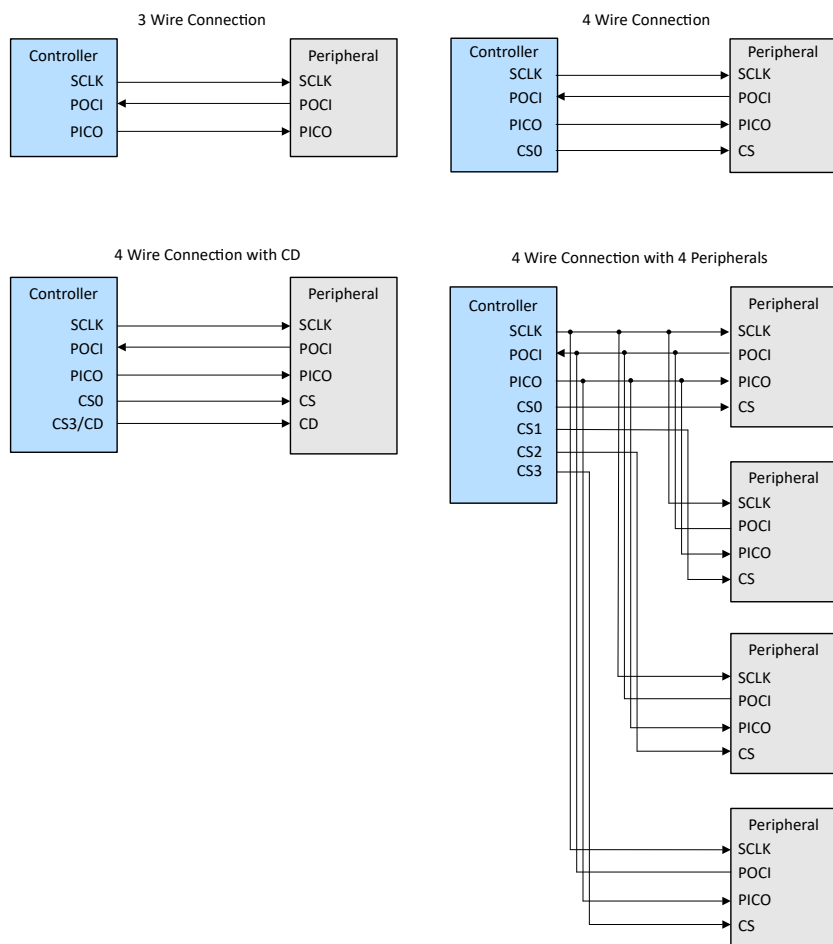 3 Wire Connection
Controller
SCLK
POCI
PICO
Peripheral
SCLK
POCI
PICO
4 Wire Connection
Controller
SCLK
POCI
PICO
CS0
Peripheral
SCLK
POCI
PICO
CS
4 Wire Connection with CD
Controller
SCLK
POCI
PICO
CS0
CS3/CD
Peripheral
SCLK
POCI
PICO
CS
CD
4 Wire Connection with 4 Peripherals
Controller
SCLK
POCI
PICO
CS0
CS1
CS2
CS3
Peripheral
SCLK
POCI
PICO
CS
Peripheral
SCLK
POCI
PICO
CS
Peripheral
SCLK
POCI
PICO
CS
Peripheral
SCLK
POCI
PICO
CS